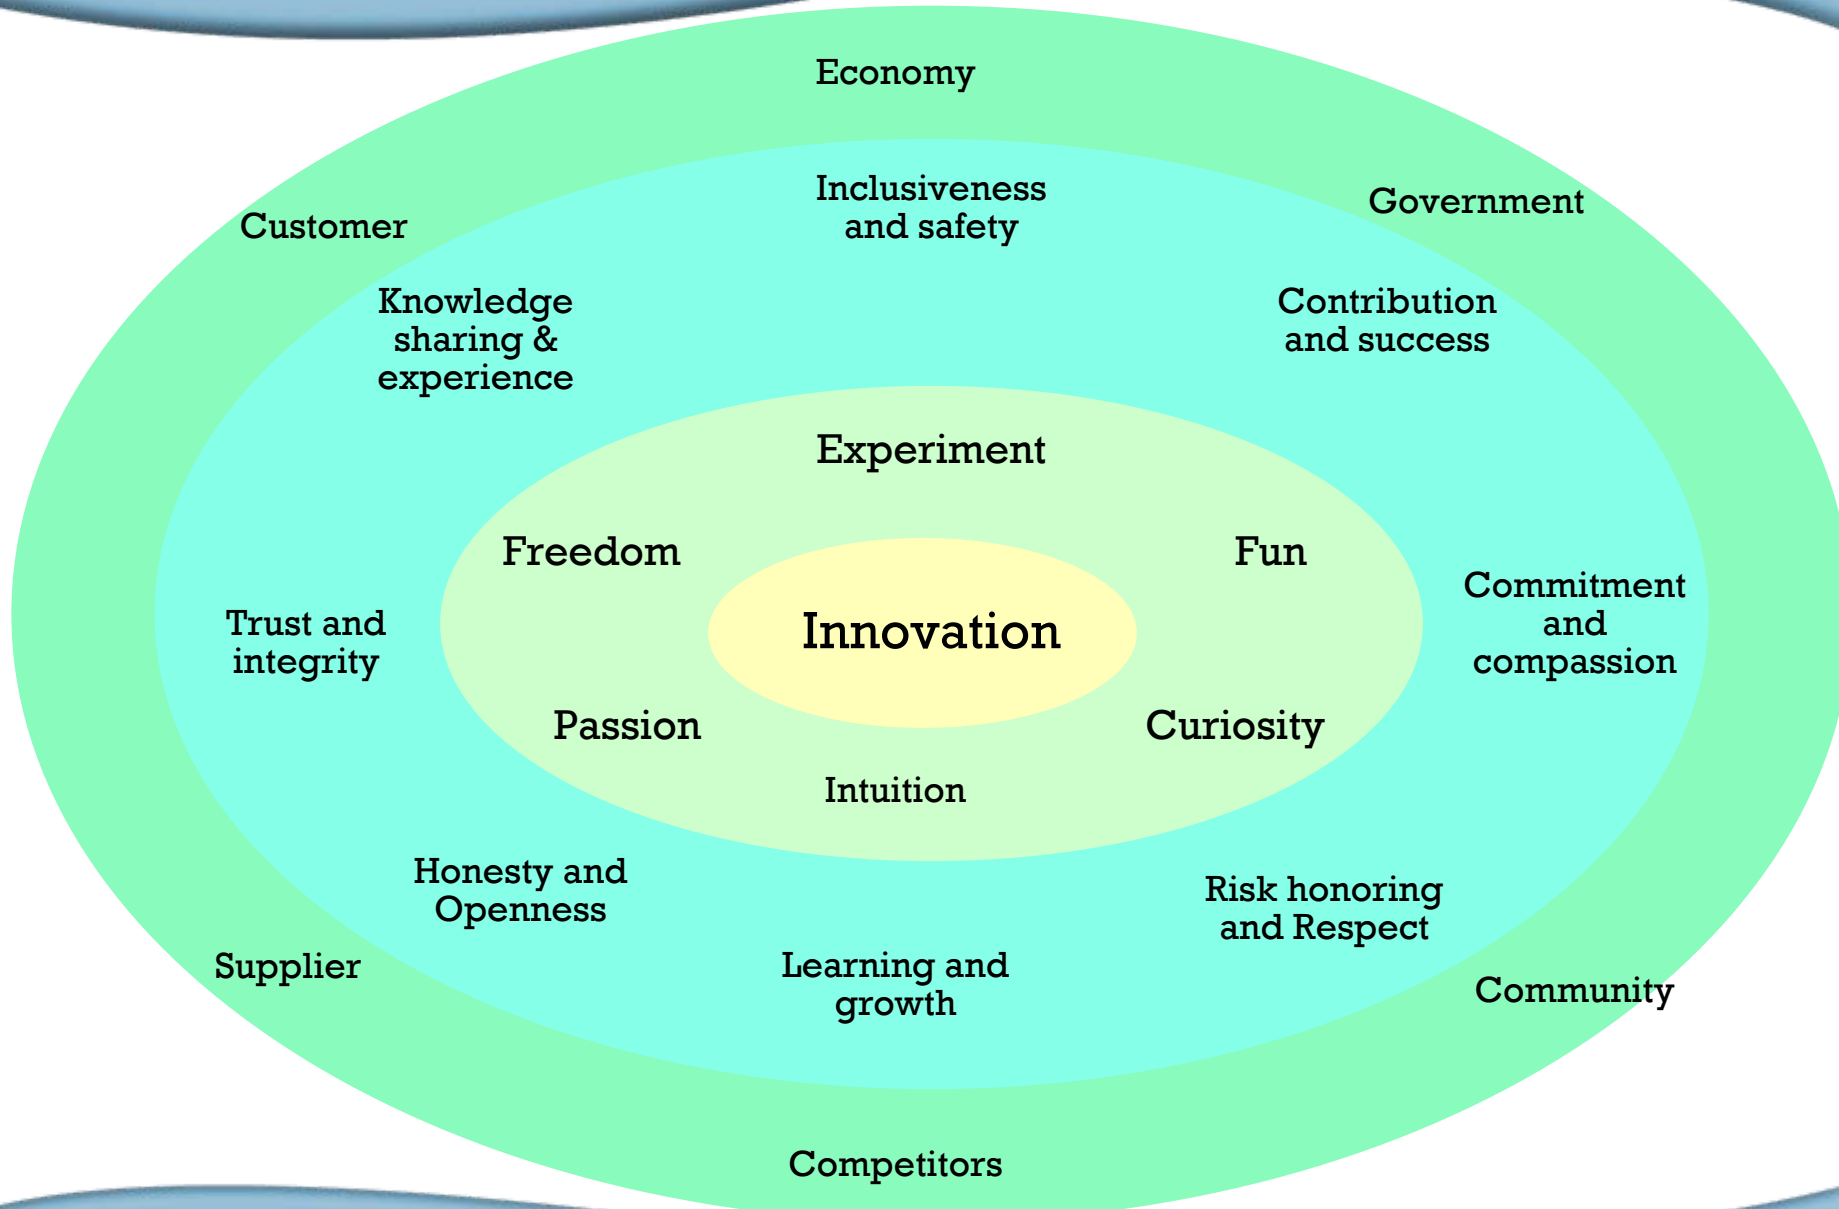 Economy
Customer
Government
Inclusiveness
and safety
Knowledge
sharing &
experience
Contribution
and success
Experiment
Freedom
Fun
Innovation
Trust and
integrity
Commitment
and
compassion
Passion
Curiosity
Intuition
Honesty and
Openness
Risk honoring
and Respect
Learning and
growth
Supplier
Community
Competitors